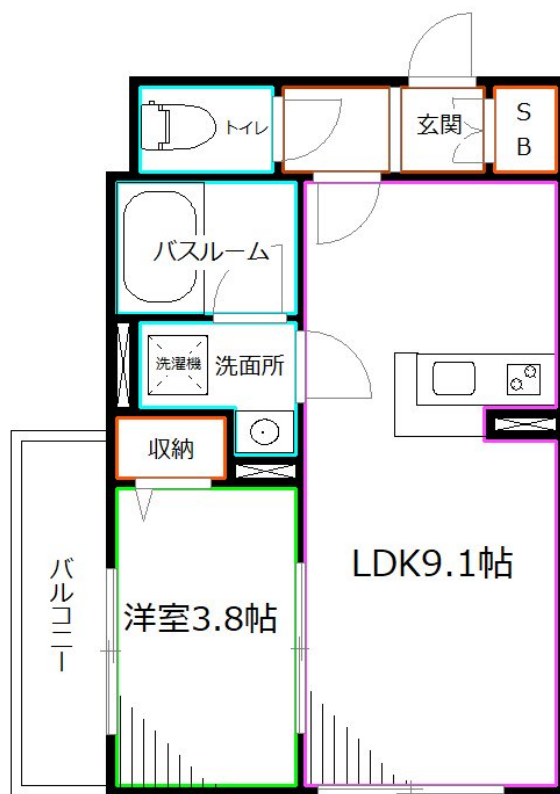 トイレ
玄関
S
B
バスルーム
洗濯機
洗面所
収納
バルコニー
洋室3.8帖
LDK9.1帖